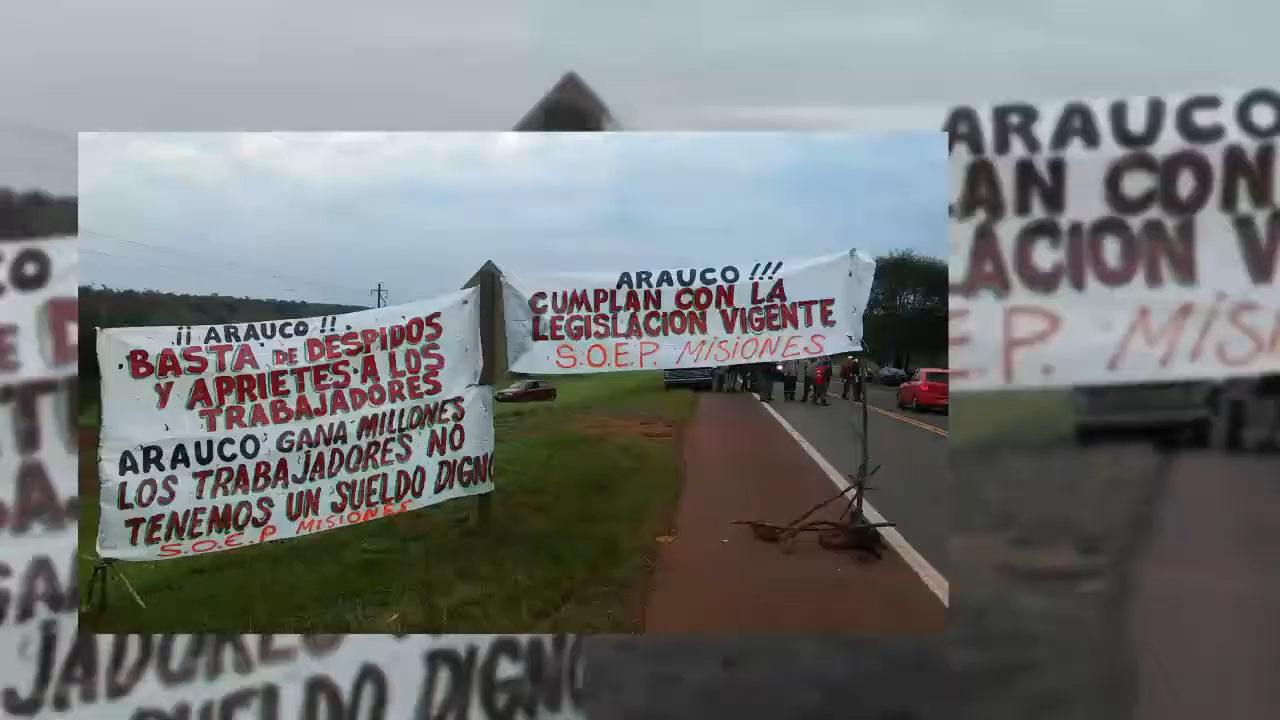 ¡¡ ARAUCO !!.
BASTA DE DESPIDOS
Y APRIETES A LOS
TRABAJADORES
ARAUCO GANA MILLONES
LOS TRABAJADORES NO
TENEMOS UN SUELDO DIGNO
S.O.E.P MISIONES
ARAUCO !!!
CUMPLAN CON LA
LEGISLACION VIGENTE
S.O.E.P. MISIONES